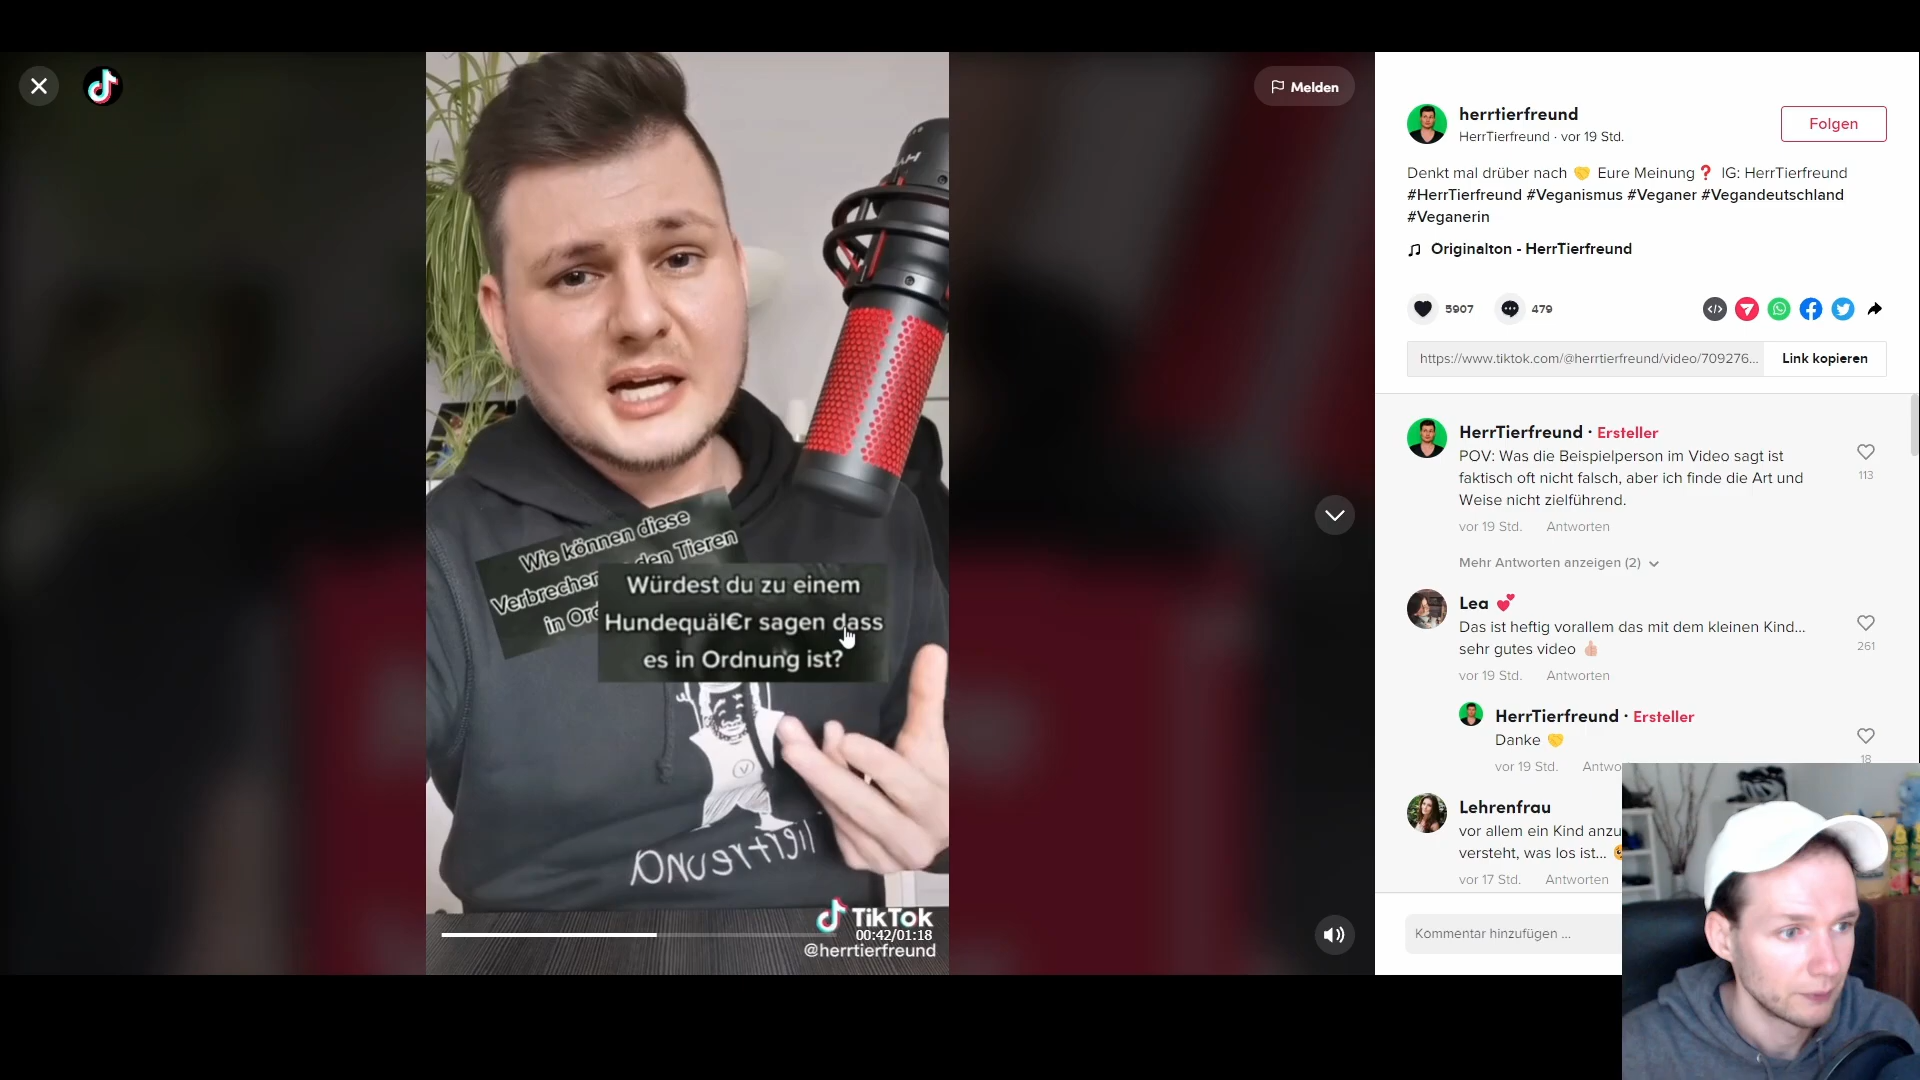 Melden
Wie können diese
Verbrechen den Tieren
in Ord
Würdest du zu einem
Hundequäl€r sagen dass
es in Ordnung ist?
TikTok
00:42/01:18
@herrtierfreund
herrtierfreund
HerrTierfreund · vor 19 Std.
Folgen
Denkt mal drüber nach 🤝 Eure Meinung❓ IG: HerrTierfreund
#HerrTierfreund #Veganismus #Veganer #Vegandeutschland
#Veganerin
Originalton - HerrTierfreund
5907
479
https://www.tiktok.com/@herrtierfreund/video/709276...
Link kopieren
HerrTierfreund · Ersteller
POV: Was die Beispielperson im Video sagt ist
faktisch oft nicht falsch, aber ich finde die Art und
Weise nicht zielführend.
113
vor 19 Std. Antworten
Mehr Antworten anzeigen (2)
Lea 💕
Das ist heftig vorallem das mit dem kleinen Kind...
sehr gutes video 👍🏻
261
vor 19 Std. Antworten
HerrTierfreund · Ersteller
Danke 🤝
18
vor 19 Std. Antwo
Lehrenfrau
vor allem ein Kind anzu
versteht, was los ist...
vor 17 Std. Antworten
Kommentar hinzufügen ...